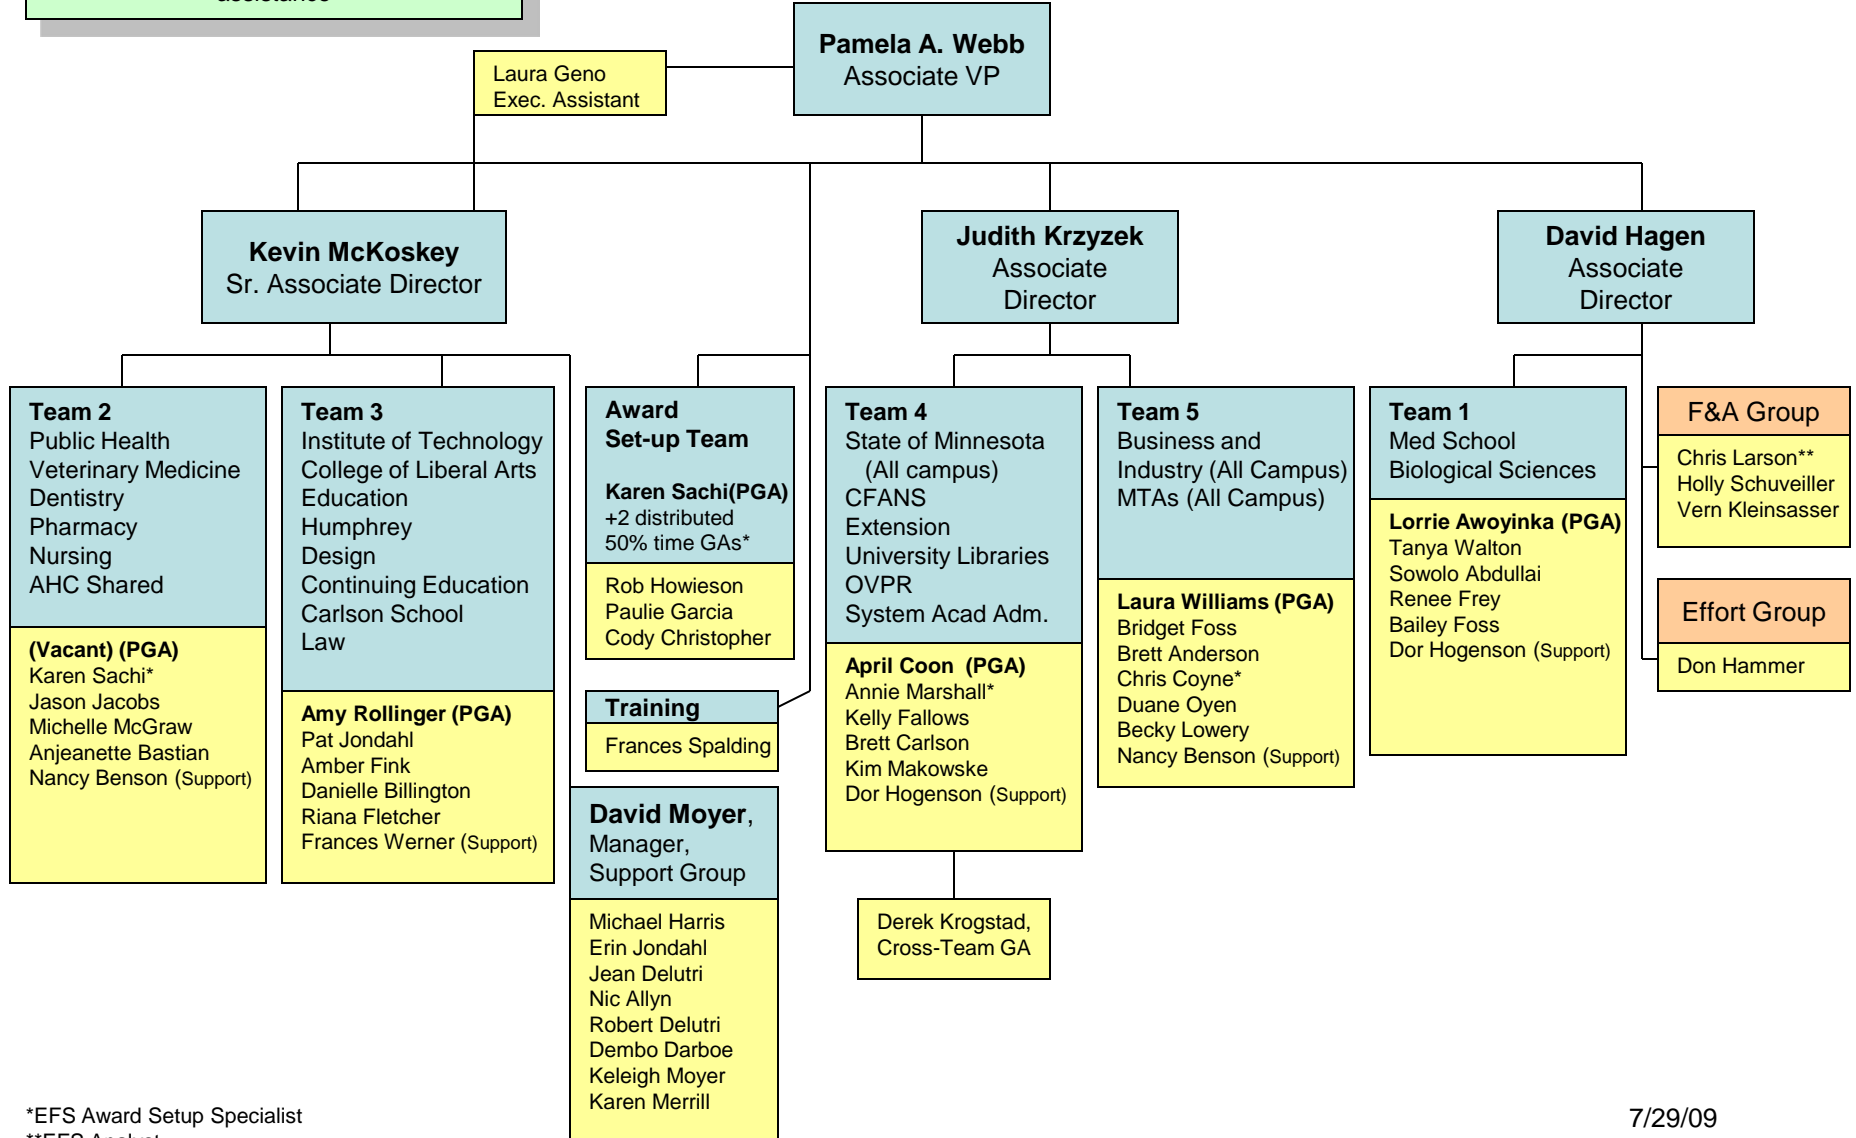 assistance
Pamela A. Webb
Associate VP
Laura Geno
Exec. Assistant
Kevin McKoskey
Sr. Associate Director
Judith Krzyzek
Associate
Director
David Hagen
Associate
Director
Team 2
Public Health
Veterinary Medicine
Dentistry
Pharmacy
Nursing
AHC Shared
(Vacant) (PGA)
Karen Sachi*
Jason Jacobs
Michelle McGraw
Anjeanette Bastian
Nancy Benson (Support)
Team 3
Institute of Technology
College of Liberal Arts
Education
Humphrey
Design
Continuing Education
Carlson School
Law
Amy Rollinger (PGA)
Pat Jondahl
Amber Fink
Danielle Billington
Riana Fletcher
Frances Werner (Support)
Award
Set-up Team
Karen Sachi(PGA)
+2 distributed
50% time GAs*
Rob Howieson
Paulie Garcia
Cody Christopher
Training
Frances Spalding
David Moyer,
Manager,
Support Group
Michael Harris
Erin Jondahl
Jean Delutri
Nic Allyn
Robert Delutri
Dembo Darboe
Keleigh Moyer
Karen Merrill
Team 4
State of Minnesota
(All campus)
CFANS
Extension
University Libraries
OVPR
System Acad Adm.
April Coon (PGA)
Annie Marshall*
Kelly Fallows
Brett Carlson
Kim Makowske
Dor Hogenson (Support)
Derek Krogstad,
Cross-Team GA
Team 5
Business and
Industry (All Campus)
MTAs (All Campus)
Laura Williams (PGA)
Bridget Foss
Brett Anderson
Chris Coyne*
Duane Oyen
Becky Lowery
Nancy Benson (Support)
Team 1
Med School
Biological Sciences
Lorrie Awoyinka (PGA)
Tanya Walton
Sowolo Abdullai
Renee Frey
Bailey Foss
Dor Hogenson (Support)
F&A Group
Chris Larson**
Holly Schuveiller
Vern Kleinsasser
Effort Group
Don Hammer
*EFS Award Setup Specialist
**EFS Analyst
7/29/09